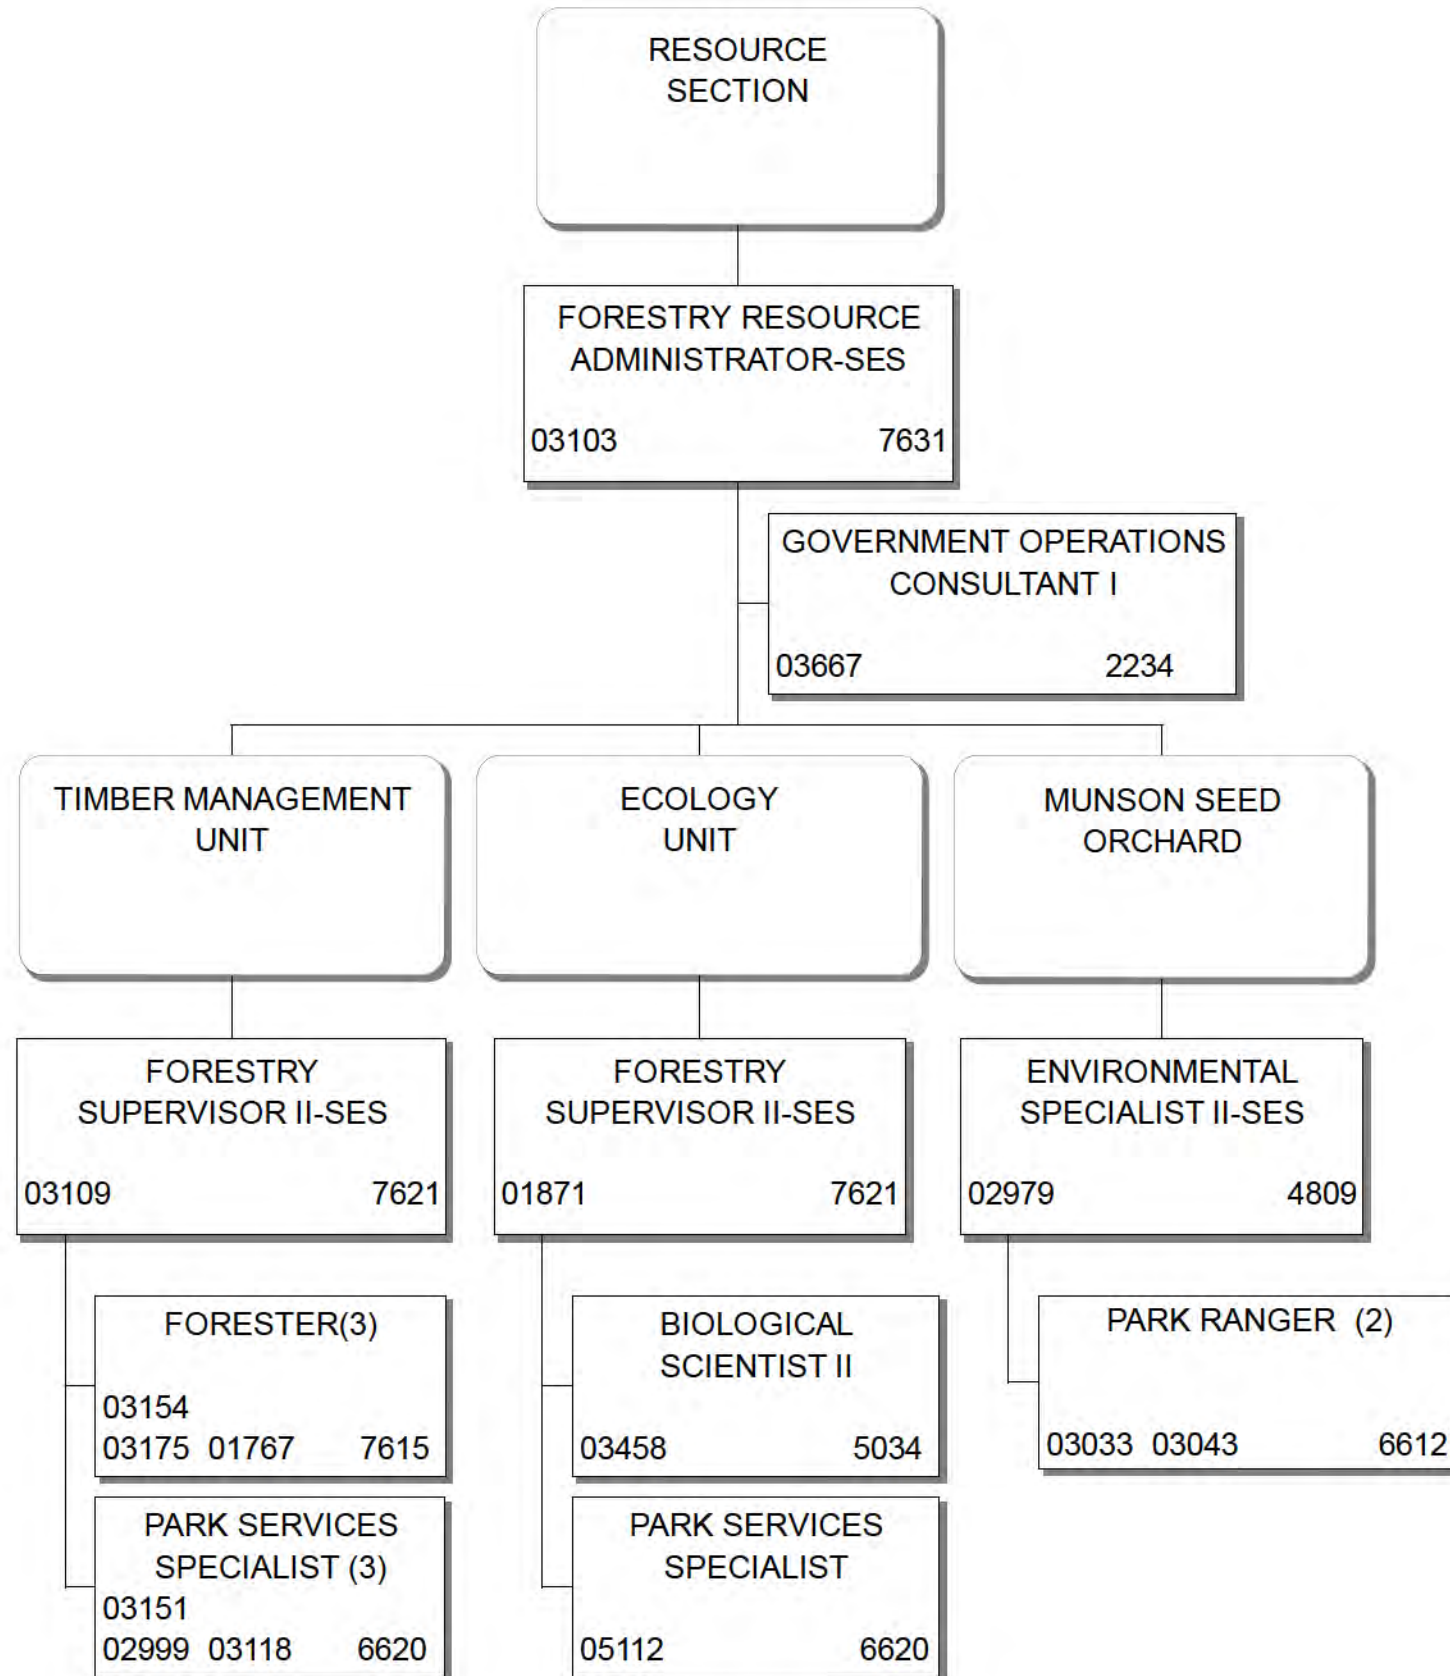 RESOURCE
SECTION
FORESTRY RESOURCE
ADMINISTRATOR-SES
03103 7631
GOVERNMENT OPERATIONS
CONSULTANT I
03667 2234
TIMBER MANAGEMENT
UNIT
ECOLOGY
UNIT
MUNSON SEED
ORCHARD
FORESTRY
SUPERVISOR II-SES
03109 7621
FORESTRY
SUPERVISOR II-SES
01871 7621
ENVIRONMENTAL
SPECIALIST II-SES
02979 4809
FORESTER(3)
03154
03175 01767 7615
BIOLOGICAL
SCIENTIST II
03458 5034
PARK RANGER (2)
03033 03043 6612
PARK SERVICES
SPECIALIST (3)
03151
02999 03118 6620
PARK SERVICES
SPECIALIST
05112 6620